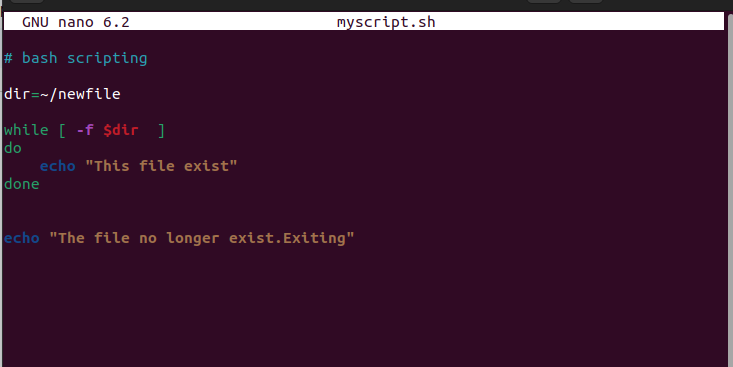 GNU nano 6.2 myscript.sh
# bash scripting
dir=~/newfile
while [ -f $dir  ]
do
    echo "This file exist"
done
echo "The file no longer exist.Exiting"